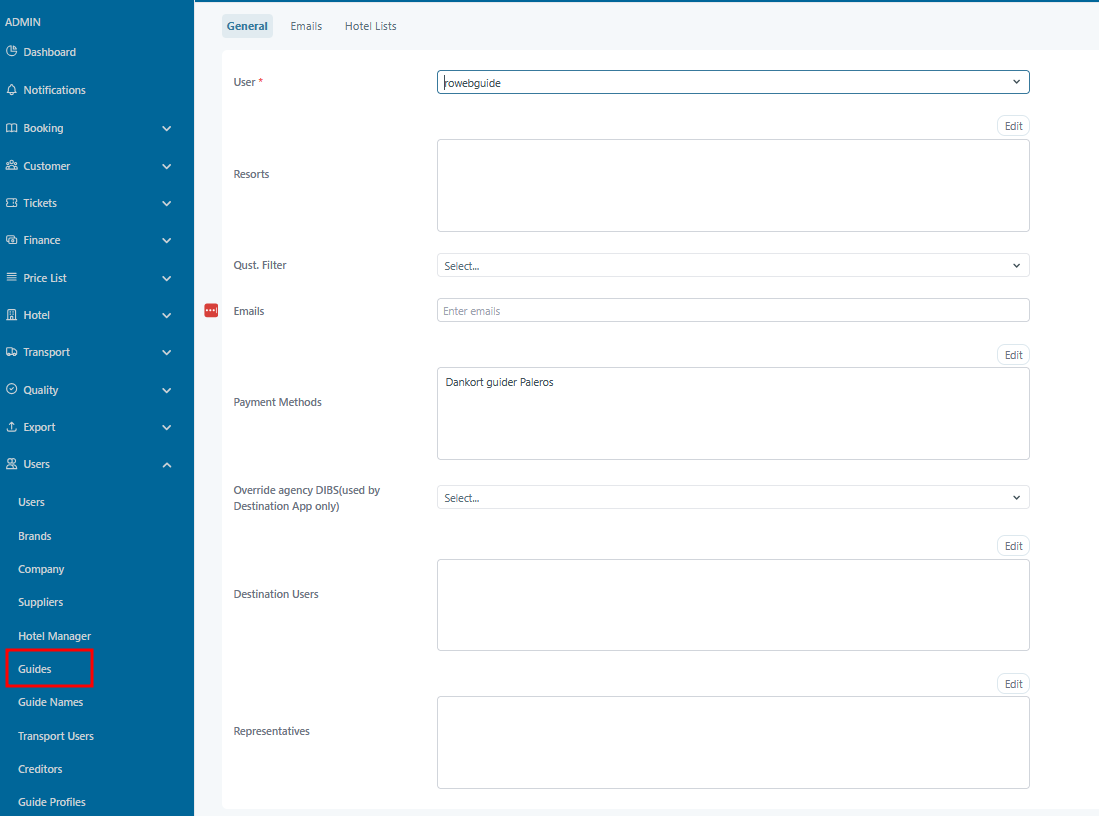 ADMIN
Dashboard
Notifications
Booking
Customer
Tickets
Finance
Price List
Hotel
Transport
Quality
Export
Users
Users
Brands
Company
Suppliers
Hotel Manager
Guides
Guide Names
Transport Users
Creditors
Guide Profiles
General Emails Hotel Lists
User * rowebguide
Edit
Resorts
Qust. Filter Select...
Emails Enter emails
Edit
Payment Methods Dankort guider Paleros
Override agency DIBS(used by
Destination App only) Select...
Edit
Destination Users
Edit
Representatives